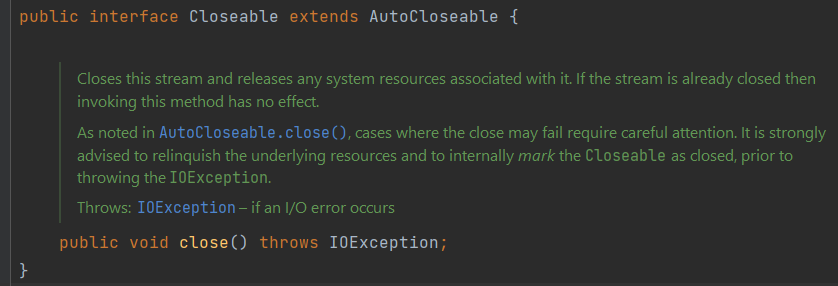 public interface Closeable extends AutoCloseable {
Closes this stream and releases any system resources associated with it. If the stream is already closed then
invoking this method has no effect.
As noted in AutoCloseable.close(), cases where the close may fail require careful attention. It is strongly
advised to relinquish the underlying resources and to internally mark the Closeable as closed, prior to
throwing the IOException.
Throws: IOException – if an I/O error occurs
public void close() throws IOException;
}